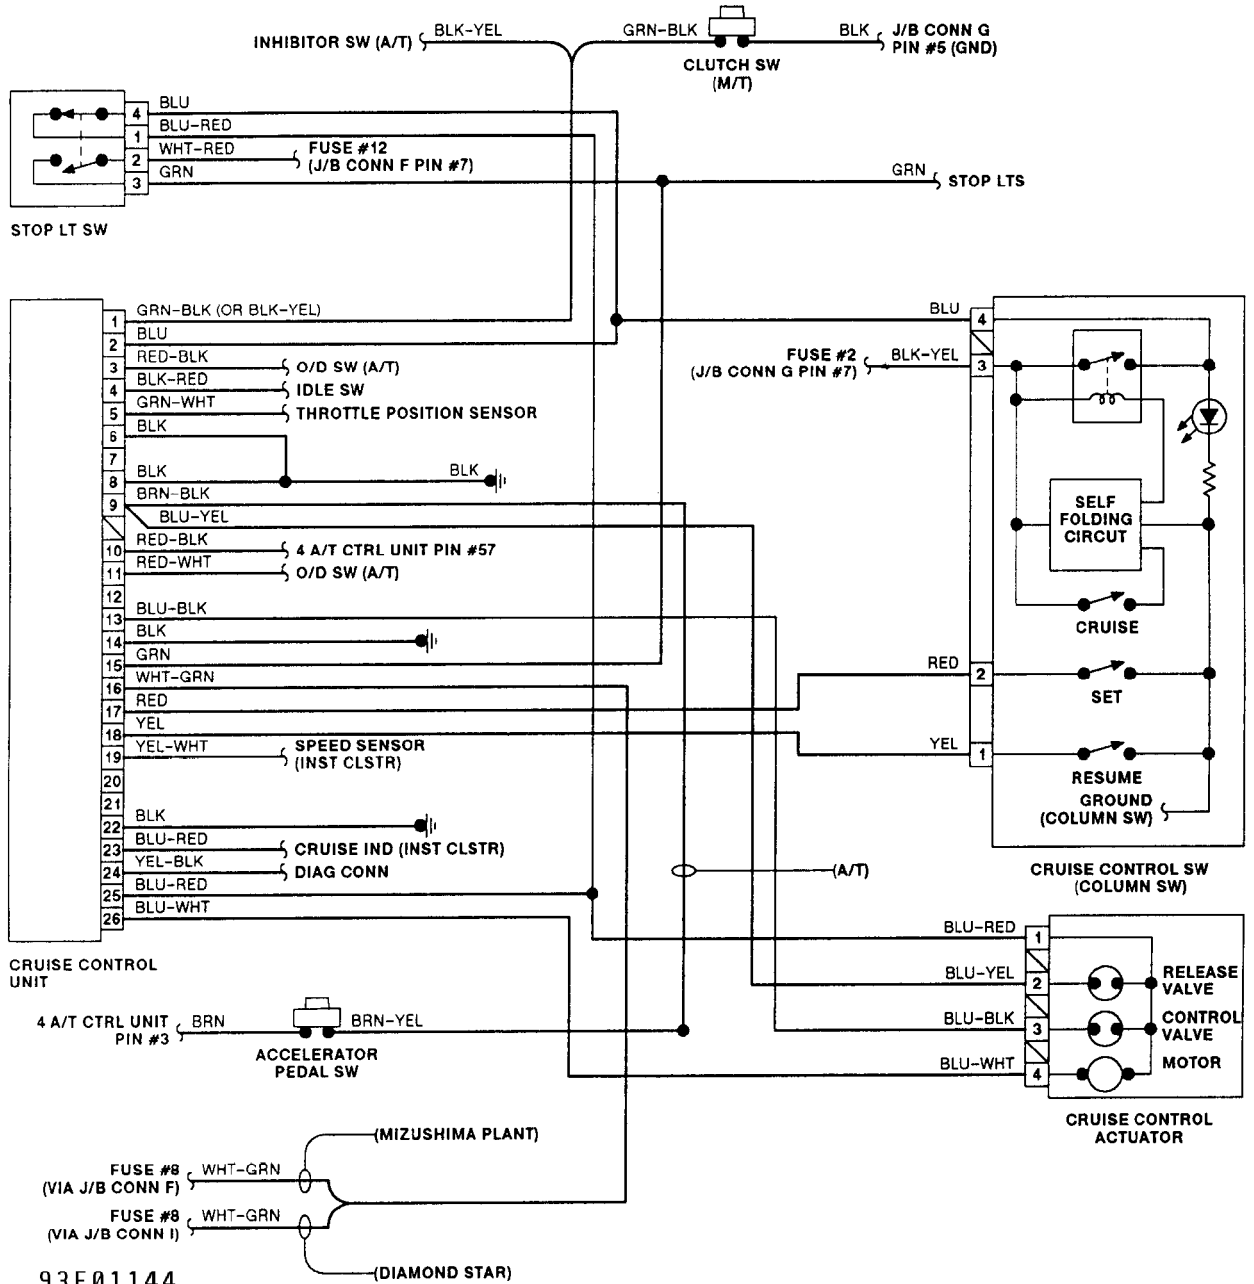 BLK-YEL
INHIBITOR SW (A/T)
GRN-BLK
BLK
J/B CONN G
PIN #5 (GND)
CLUTCH SW
(M/T)
4
BLU
1
BLU-RED
2
WHT-RED
FUSE #12
(J/B CONN F PIN #7)
3
GRN
GRN
STOP LTS
STOP LT SW
1
GRN-BLK (OR BLK-YEL)
2
BLU
3
RED-BLK
O/D SW (A/T)
4
BLK-RED
IDLE SW
5
GRN-WHT
THROTTLE POSITION SENSOR
6
BLK
7
8
BLK
BLK
9
BRN-BLK
BLU-YEL
10
RED-BLK
4 A/T CTRL UNIT PIN #57
11
RED-WHT
O/D SW (A/T)
12
13
BLU-BLK
14
BLK
15
GRN
16
WHT-GRN
17
RED
18
YEL
19
YEL-WHT
SPEED SENSOR
(INST CLSTR)
20
21
22
BLK
23
BLU-RED
CRUISE IND (INST CLSTR)
24
YEL-BLK
DIAG CONN
25
BLU-RED
26
BLU-WHT
CRUISE CONTROL
UNIT
BLU
4
FUSE #2
(J/B CONN G PIN #7)
BLK-YEL
3
SELF
FOLDING
CIRCUT
CRUISE
RED
2
SET
YEL
1
RESUME
GROUND
(COLUMN SW)
CRUISE CONTROL SW
(COLUMN SW)
(A/T)
BLU-RED
1
BLU-YEL
2
RELEASE
VALVE
BLU-BLK
3
CONTROL
VALVE
BLU-WHT
4
MOTOR
CRUISE CONTROL
ACTUATOR
4 A/T CTRL UNIT
PIN #3
BRN
BRN-YEL
ACCELERATOR
PEDAL SW
(MIZUSHIMA PLANT)
FUSE #8
(VIA J/B CONN F)
WHT-GRN
FUSE #8
(VIA J/B CONN I)
WHT-GRN
(DIAMOND STAR)
93F01144